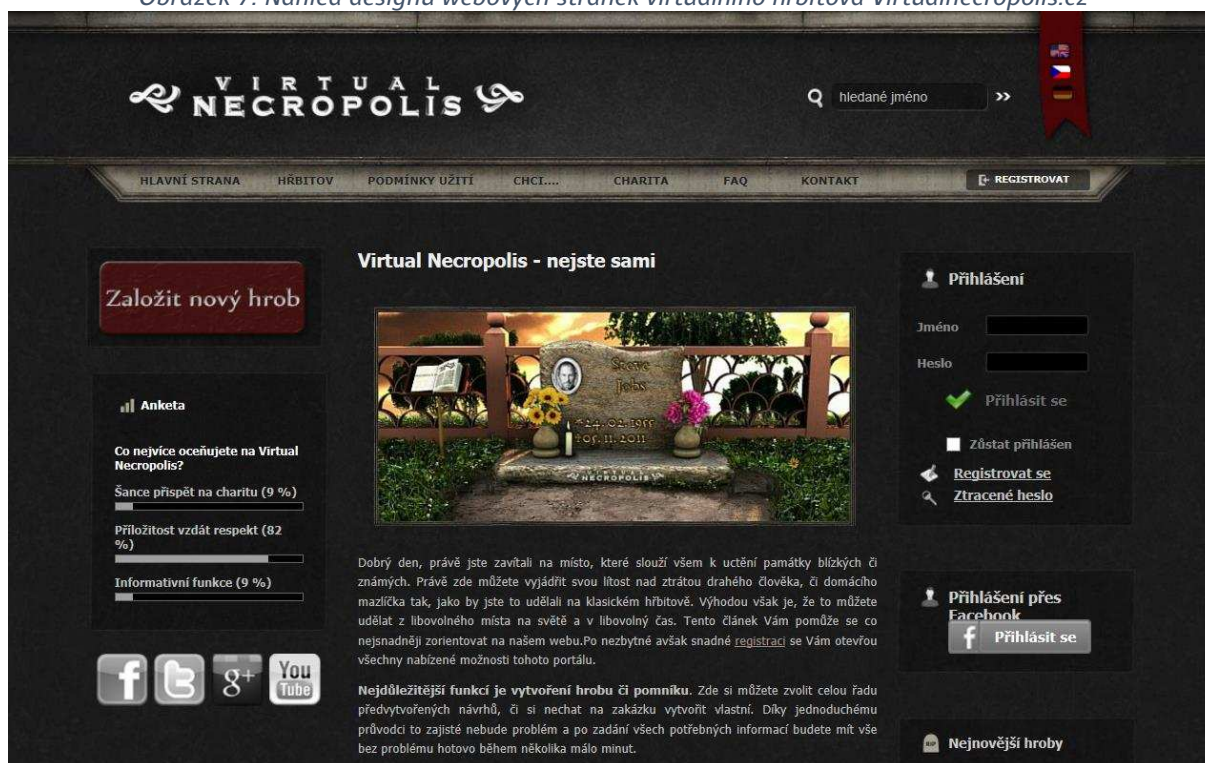 Obrázek 7: Náhled designu webových stránek virtuálního hřbitova Virtualnecropolis.cz
VIRTUAL
NECROPOLIS
hledané jméno
>>
HLAVNÍ STRANA HŘBITOV PODMÍNKY UŽITÍ CHCI.... CHARITA FAQ KONTAKT REGISTROVAT
Založit nový hrob
Anketa
Co nejvíce oceňujete na Virtual
Necropolis?
Šance přispět na charitu (9 %)
Příložitost vzdát respekt (82
%)
Informativní funkce (9 %)
f t g+ You
Tube
Virtual Necropolis - nejste sami
Steve
Jobs
*24. 02. 1955
NECROPOLIS
Dobrý den, právě jste zavítali na místo, které slouží všem k uctění památky blízkých či
známých. Právě zde můžete vyjádřit svou lítost nad ztrátou drahého člověka, či domácího
mazlíčka tak, jako by jste to udělali na klasickém hřbitově. Výhodou však je, že to můžete
udělat z libovolného místa na světě a v libovolný čas. Tento článek Vám pomůže se co
nejsnadněji zorientovat na našem webu.Po nezbytné avšak snadné registraci se Vám otevřou
všechny nabízené možnosti tohoto portálu.
Nejdůležitější funkcí je vytvoření hrobu či pomníku. Zde si můžete zvolit celou řadu
předvytvořených návrhů, či si nechat na zakázku vytvořit vlastní. Díky jednoduchému
průvodci to zajisté nebude problém a po zadání všech potřebných informací budete mít vše
bez problému hotovo během několika málo minut.
Přihlášení
Jméno
Heslo
Přihlásit se
Zůstat přihlášen
Registrovat se
Ztracené heslo
Přihlášení přes
Facebook
f Přihlásit se
RIP Nejnovější hroby